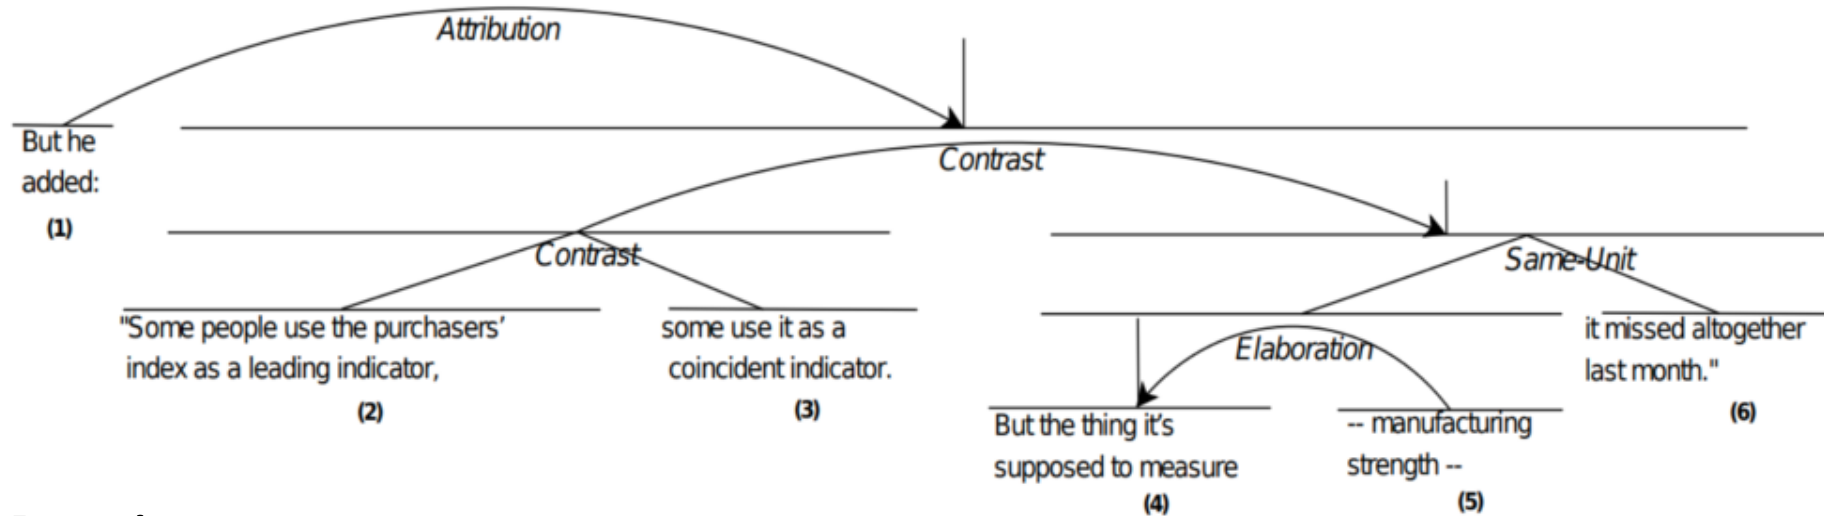 Attribution
But he
added:
(1)
Contrast
Contrast
"Some people use the purchasers'
index as a leading indicator,
(2)
some use it as a
coincident indicator.
(3)
Same-Unit
Elaboration
But the thing it's
supposed to measure
(4)
-- manufacturing
strength --
(5)
it missed altogether
last month."
(6)